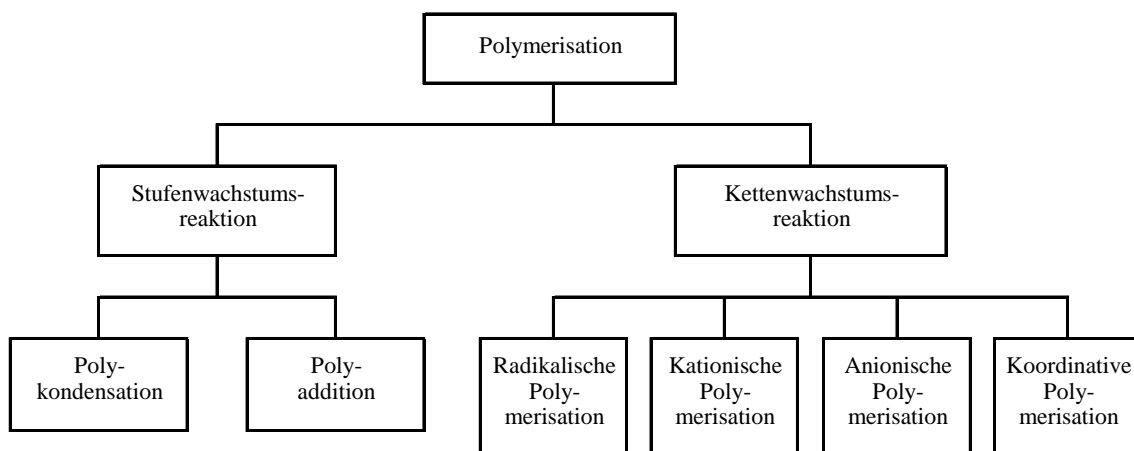 Polymerisation
Stufenwachstums-
reaktion
Kettenwachstums-
reaktion
Poly-
kondensation
Poly-
addition
Radikalische
Poly-
merisation
Kationische
Poly-
merisation
Anionische
Poly-
merisation
Koordinative
Poly-
merisation